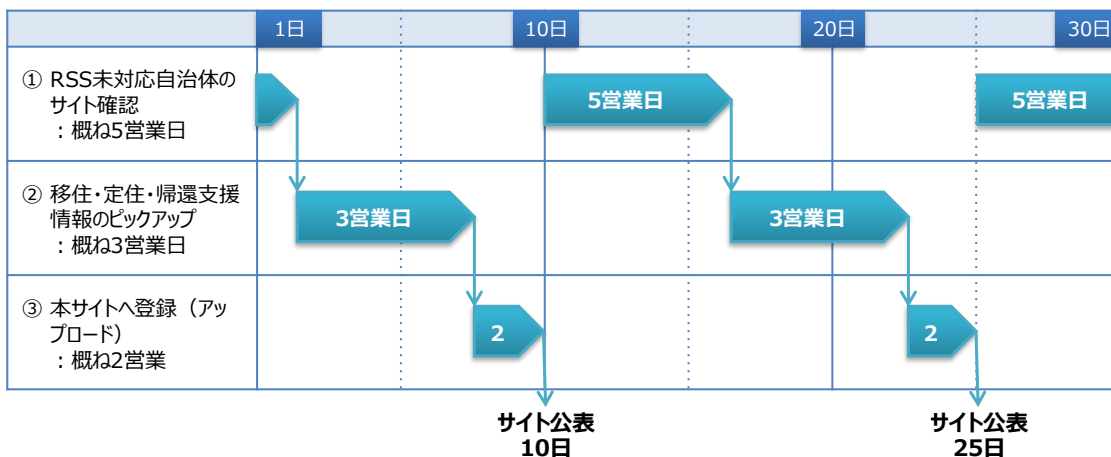 1日
10日
20日
30日
① RSS未対応自治体の
サイト確認
：概ね5営業日
5営業日
5営業日
② 移住・定住・帰還支援
情報のピックアップ
：概ね3営業日
3営業日
3営業日
③ 本サイトへ登録（アッ
プロード）
：概ね2営業
2
2
サイト公表
10日
サイト公表
25日